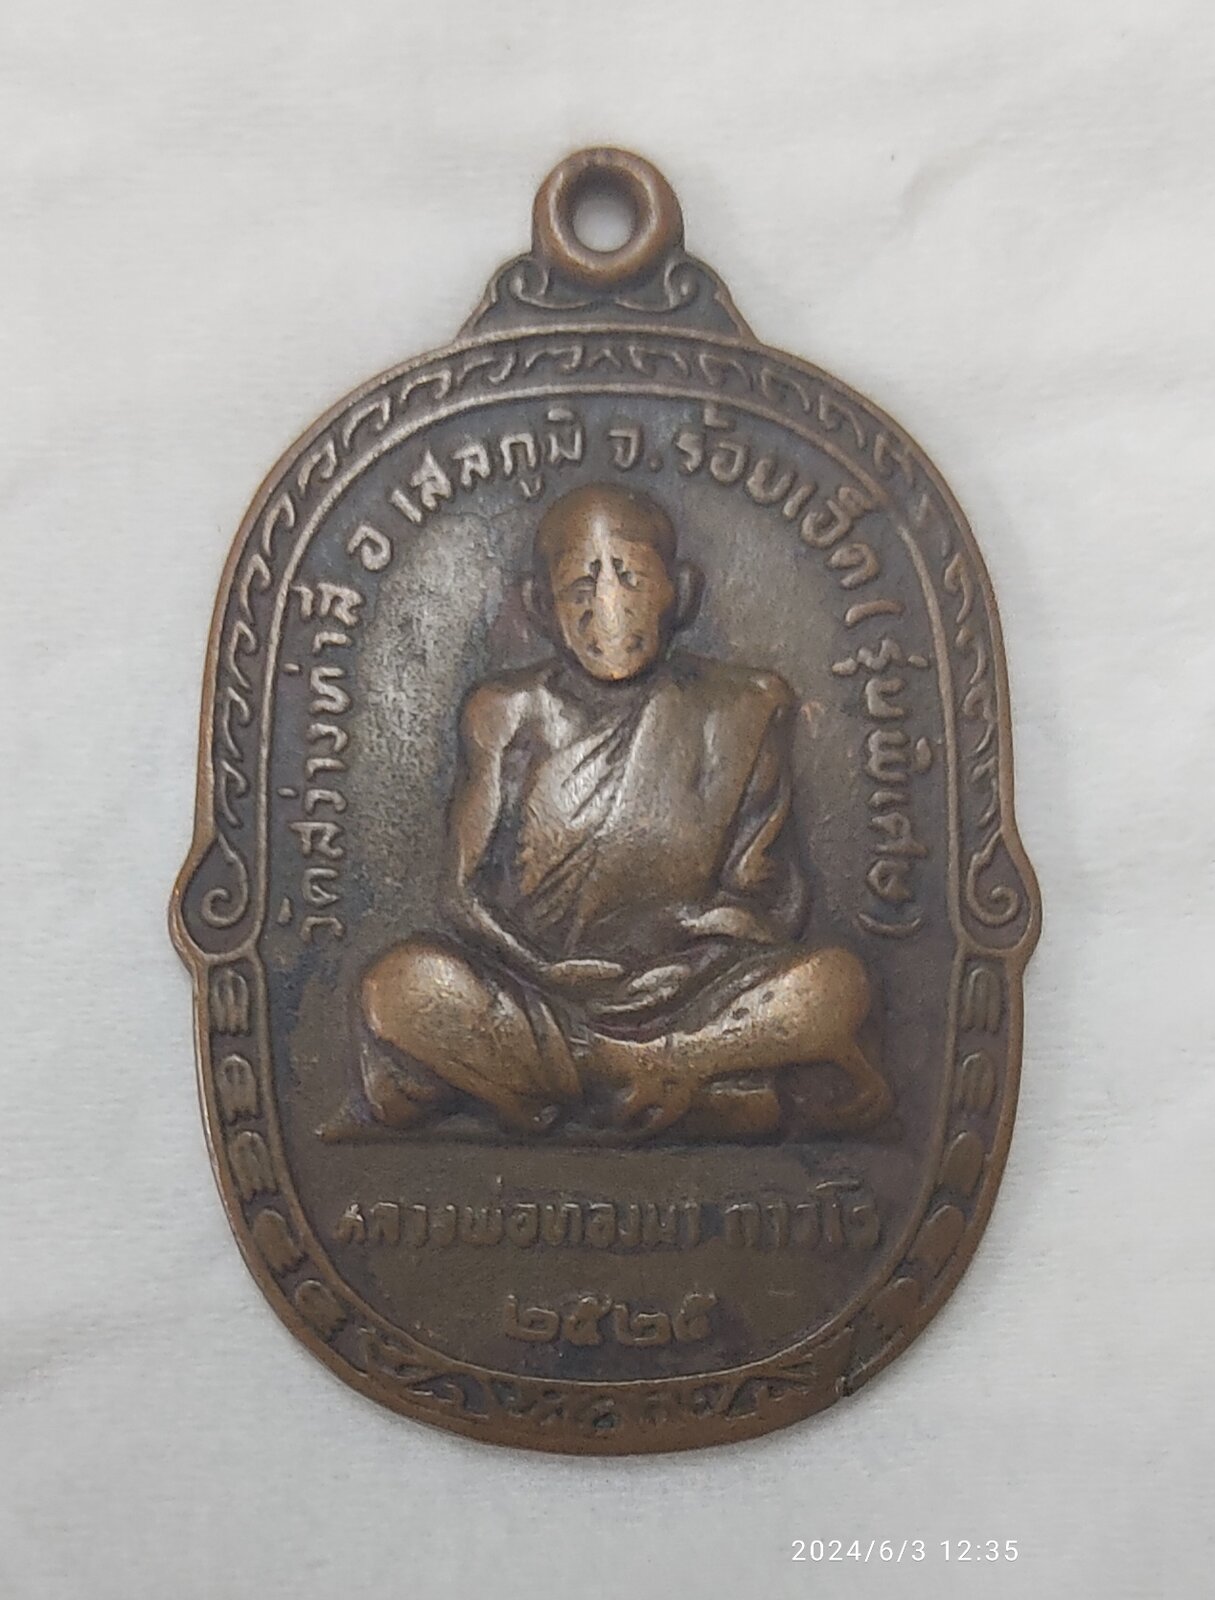 วัดสว่างท่าสี อ เสลภูมิ จ.ร้อยเอ็ด (รุ่นพิเศษ)
หลวงพ่อทองมา ถาวโร
๒๕๒๕
2024/6/3 12:35